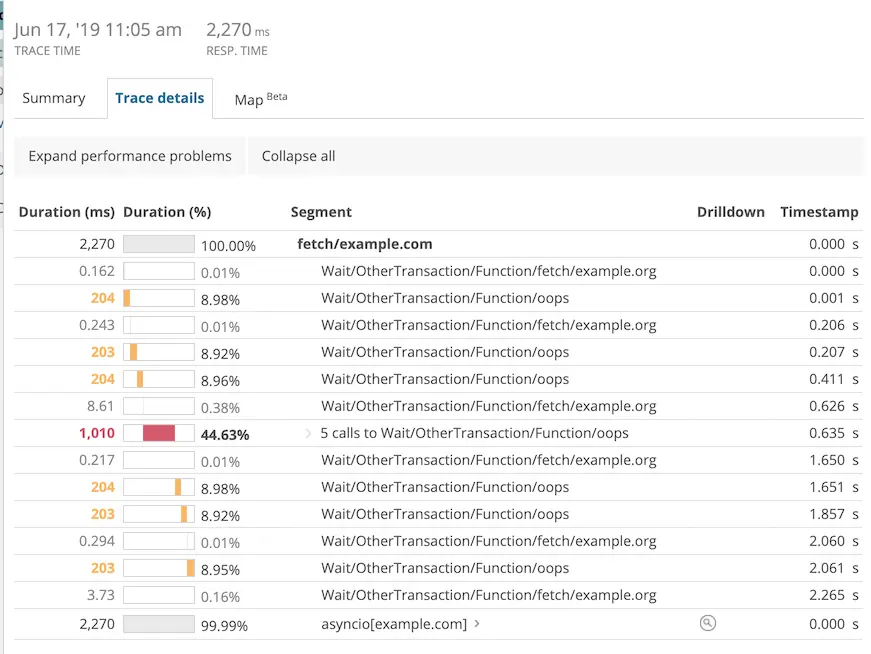 Jun 17, '19 11:05 am 2,270 ms
TRACE TIME RESP. TIME
Summary Trace details Map Beta
Expand performance problems Collapse all
Duration (ms) Duration (%) Segment Drilldown Timestamp
2,270 100.00% fetch/example.com 0.000 s
0.162 0.01% Wait/OtherTransaction/Function/fetch/example.org 0.000 s
204 8.98% Wait/OtherTransaction/Function/oops 0.001 s
0.243 0.01% Wait/OtherTransaction/Function/fetch/example.org 0.206 s
203 8.92% Wait/OtherTransaction/Function/oops 0.207 s
204 8.96% Wait/OtherTransaction/Function/oops 0.411 s
8.61 0.38% Wait/OtherTransaction/Function/fetch/example.org 0.626 s
1,010 44.63% 5 calls to Wait/OtherTransaction/Function/oops 0.635 s
0.217 0.01% Wait/OtherTransaction/Function/fetch/example.org 1.650 s
204 8.98% Wait/OtherTransaction/Function/oops 1.651 s
203 8.92% Wait/OtherTransaction/Function/oops 1.857 s
0.294 0.01% Wait/OtherTransaction/Function/fetch/example.org 2.060 s
203 8.95% Wait/OtherTransaction/Function/oops 2.061 s
3.73 0.16% Wait/OtherTransaction/Function/fetch/example.org 2.265 s
2,270 99.99% asyncio[example.com] 0.000 s